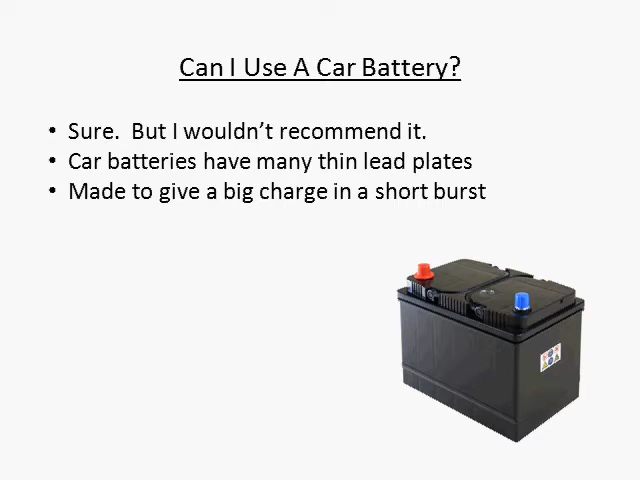 Can I Use A Car Battery?
• Sure.  But I wouldn’t recommend it.
• Car batteries have many thin lead plates
• Made to give a big charge in a short burst